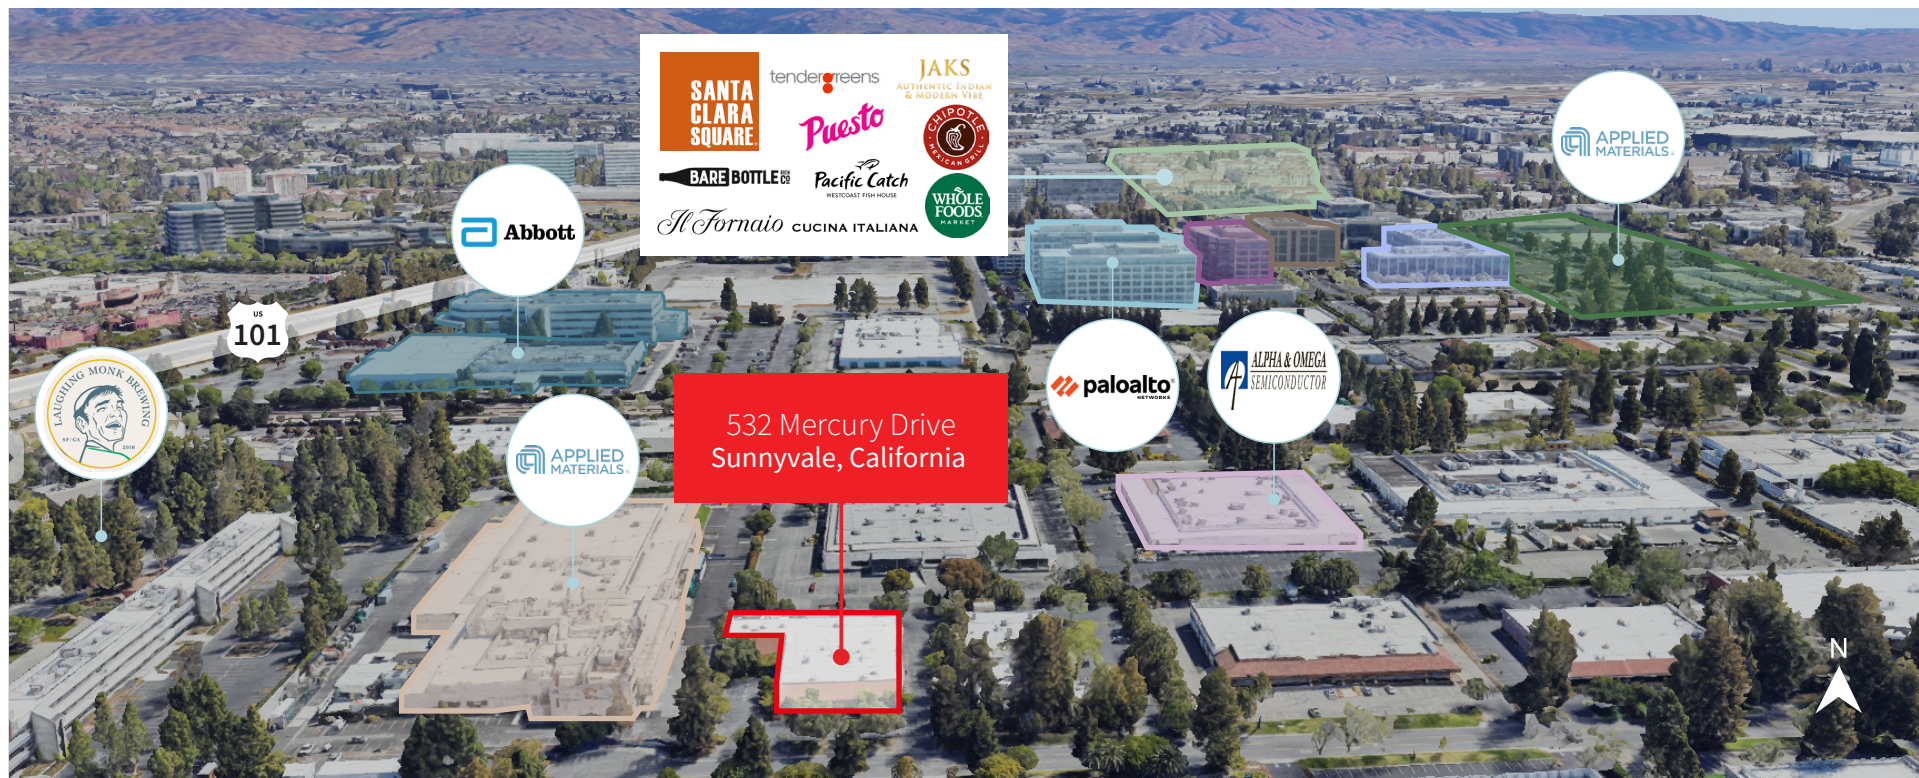 SANTA
CLARA
SQUARE
tendergreens
JAKS
AUTHENTIC INDIAN
& MODERN VIBE
Puesto
CHIPOTLE
MEXICAN GRILL
BARE BOTTLE BREW CO
Pacific Catch
WESTCOAST FISH HOUSE
WHOLE
FOODS
MARKET
Il Fornaio CUCINA ITALIANA
APPLIED
MATERIALS
Abbott
US
101
LAUGHING MONK BREWING
SF/CA 2016
APPLIED
MATERIALS
532 Mercury Drive
Sunnyvale, California
paloalto
NETWORKS
ALPHA & OMEGA
SEMICONDUCTOR
N